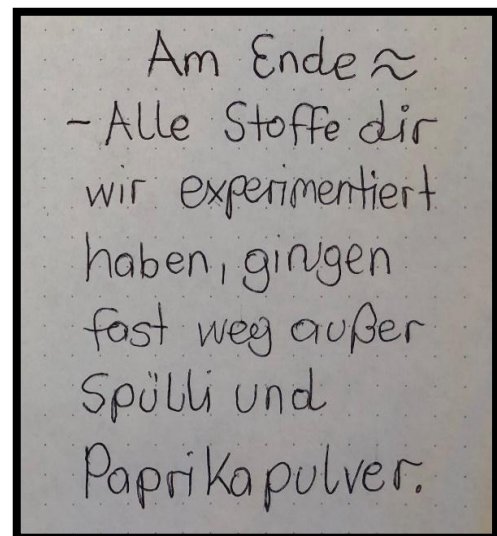 Am Ende ≈
- Alle Stoffe dir
wir experimentiert
haben, gingen
fast weg außer
Spülli und
Paprikapulver.